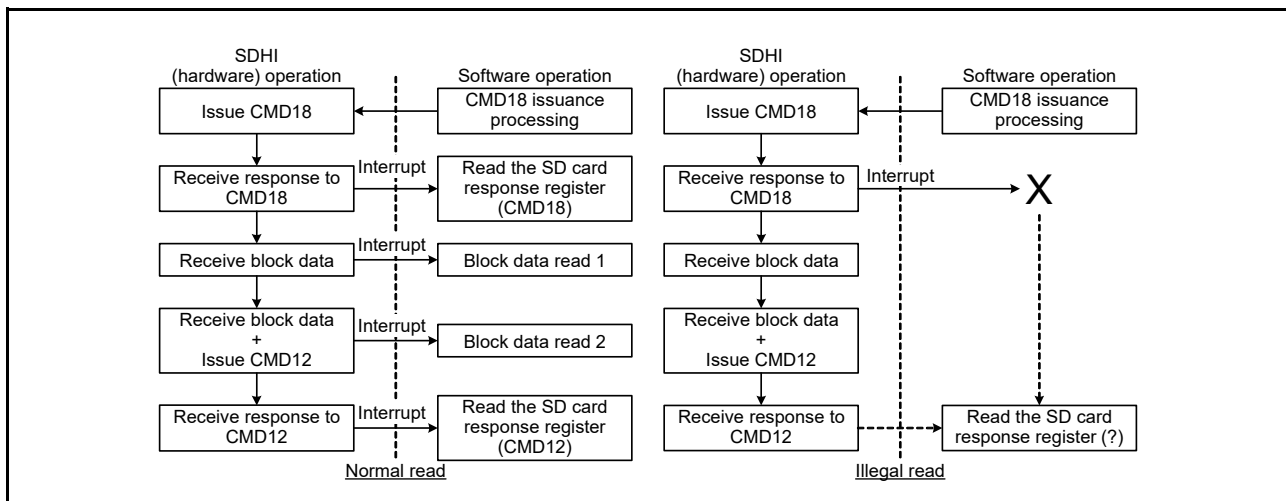 SDHI
(hardware) operation
Software operation
Issue CMD18
CMD18 issuance
processing
Receive response to
CMD18
Interrupt
Read the SD card
response register
(CMD18)
Receive block data
Interrupt
Block data read 1
Receive block data
+
Issue CMD12
Interrupt
Block data read 2
Receive response to
CMD12
Interrupt
Read the SD card
response register
(CMD12)
Normal read
SDHI
(hardware) operation
Software operation
Issue CMD18
CMD18 issuance
processing
Receive response to
CMD18
Interrupt
X
Receive block data
Receive block data
+
Issue CMD12
Receive response to
CMD12
Read the SD card
response register (?)
Illegal read